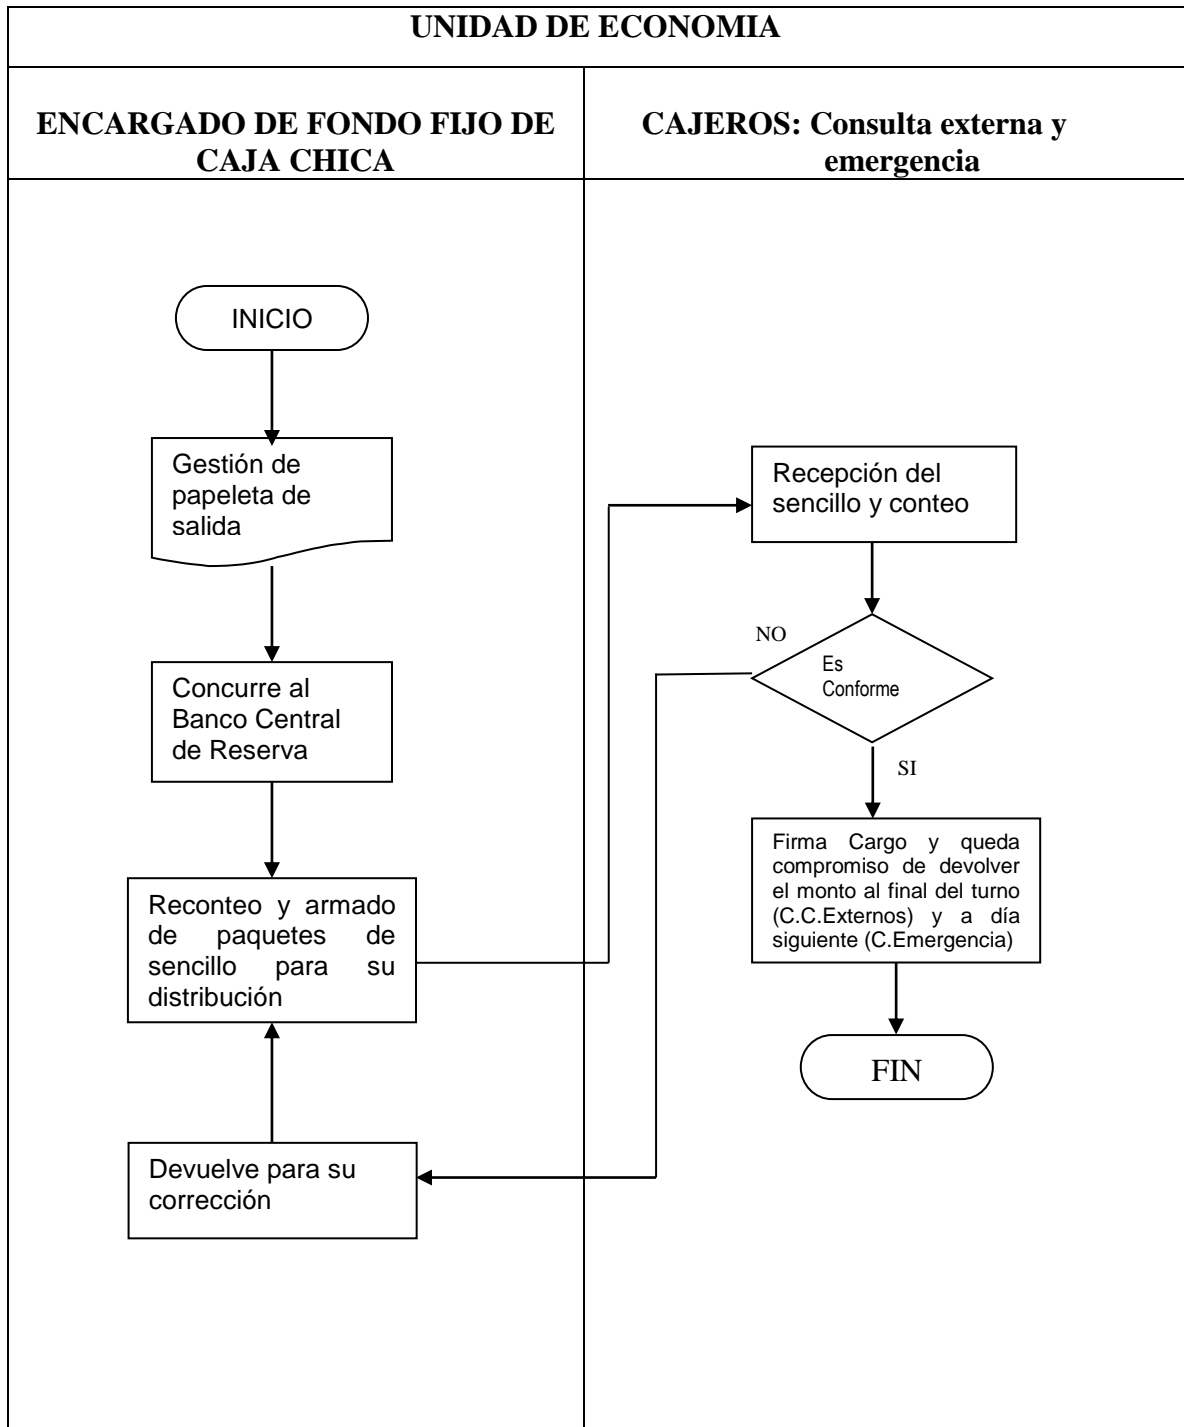 UNIDAD DE ECONOMIA
ENCARGADO DE FONDO FIJO DE
CAJA CHICA
CAJEROS: Consulta externa y
emergencia
INICIO
Gestión de
papeleta de
salida
Concurre al
Banco Central
de Reserva
Reconteo y armado
de paquetes de
sencillo para su
distribución
Devuelve para su
corrección
Recepción del
sencillo y conteo
NO
Es
Conforme
SI
Firma Cargo y queda
compromiso de devolver
el monto al final del turno
(C.C.Externos) y a día
siguiente (C.Emergencia)
FIN